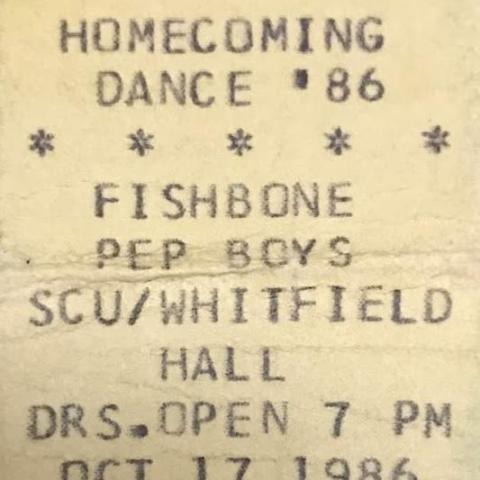 HOMECOMING
DANCE '86
* * * * *
FISHBONE
PEP BOYS
SCU/WHITFIELD
HALL
DRS.OPEN 7 PM
OCT 17 1986